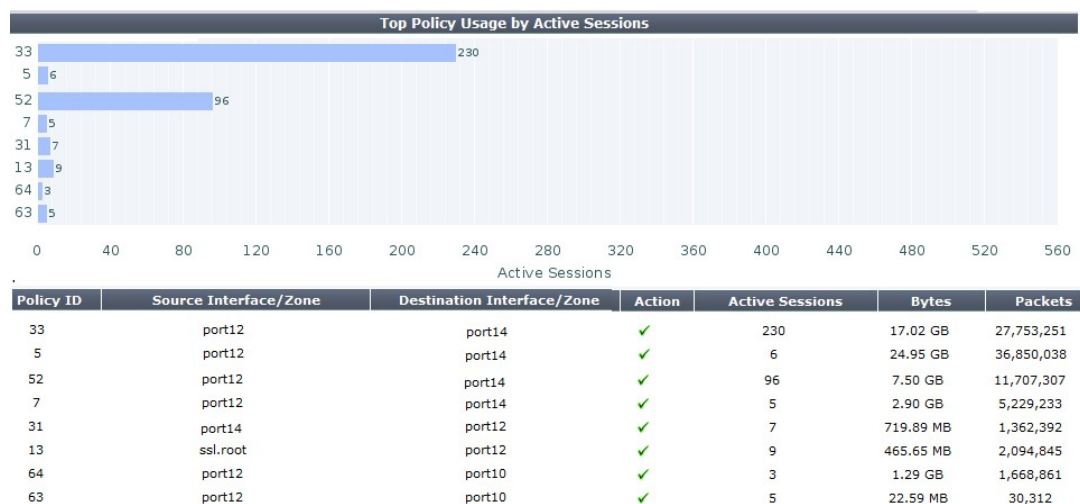 Top Policy Usage by Active Sessions
33 230
5 6
52 96
7 5
31 7
13 9
64 3
63 5
0 40 80 120 160 200 240 280 320 360 400 440 480 520 560
Active Sessions
Policy ID Source Interface/Zone Destination Interface/Zone Action Active Sessions Bytes Packets
33 port12 port14 ✓ 230 17.02 GB 27,753,251
5 port12 port14 ✓ 6 24.95 GB 36,850,038
52 port12 port14 ✓ 96 7.50 GB 11,707,307
7 port12 port14 ✓ 5 2.90 GB 5,229,233
31 port14 port12 ✓ 7 719.89 MB 1,362,392
13 ssl.root port12 ✓ 9 465.65 MB 2,094,845
64 port12 port10 ✓ 3 1.29 GB 1,668,861
63 port12 port10 ✓ 5 22.59 MB 30,312